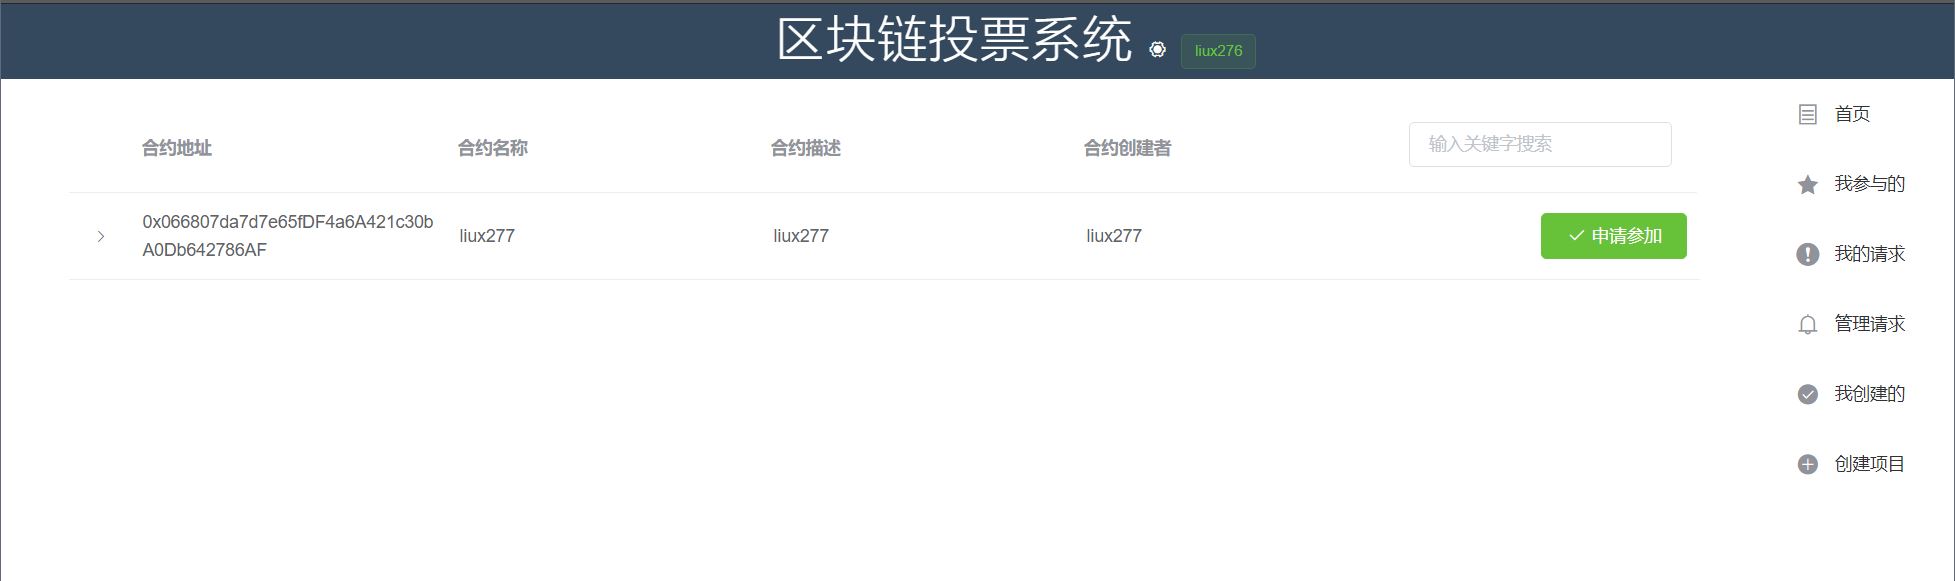 区块链投票系统
liux276
合约地址 合约名称 合约描述 合约创建者 输入关键字搜索
0x066807da7d7e65fDF4a6A421c30b
A0Db642786AF
liux277 liux277 liux277 申请参加
首页
我参与的
我的请求
管理请求
我创建的
创建项目